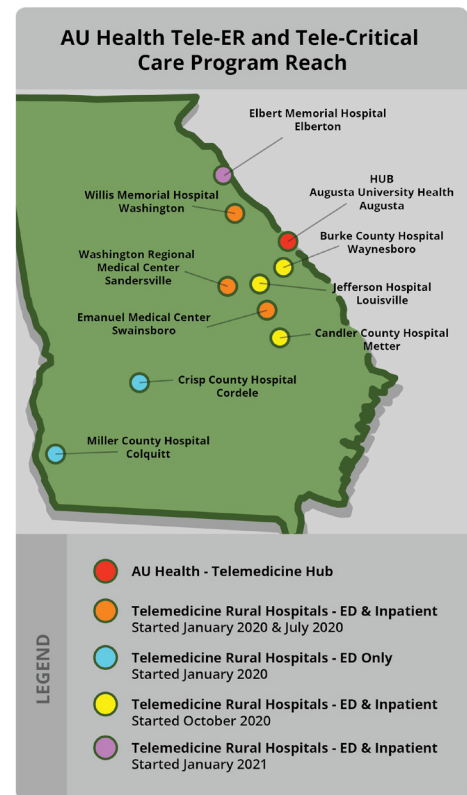 AU Health Tele-ER and Tele-Critical
Care Program Reach
Elbert Memorial Hospital
Elberton
HUB
Augusta University Health
Augusta
Willis Memorial Hospital
Washington
Burke County Hospital
Waynesboro
Washington Regional
Medical Center
Sandersville
Jefferson Hospital
Louisville
Emanuel Medical Center
Swainsboro
Candler County Hospital
Metter
Crisp County Hospital
Cordele
Miller County Hospital
Colquitt
LEGEND
AU Health - Telemedicine Hub
Telemedicine Rural Hospitals - ED & Inpatient
Started January 2020 & July 2020
Telemedicine Rural Hospitals - ED Only
Started January 2020
Telemedicine Rural Hospitals - ED & Inpatient
Started October 2020
Telemedicine Rural Hospitals - ED & Inpatient
Started January 2021